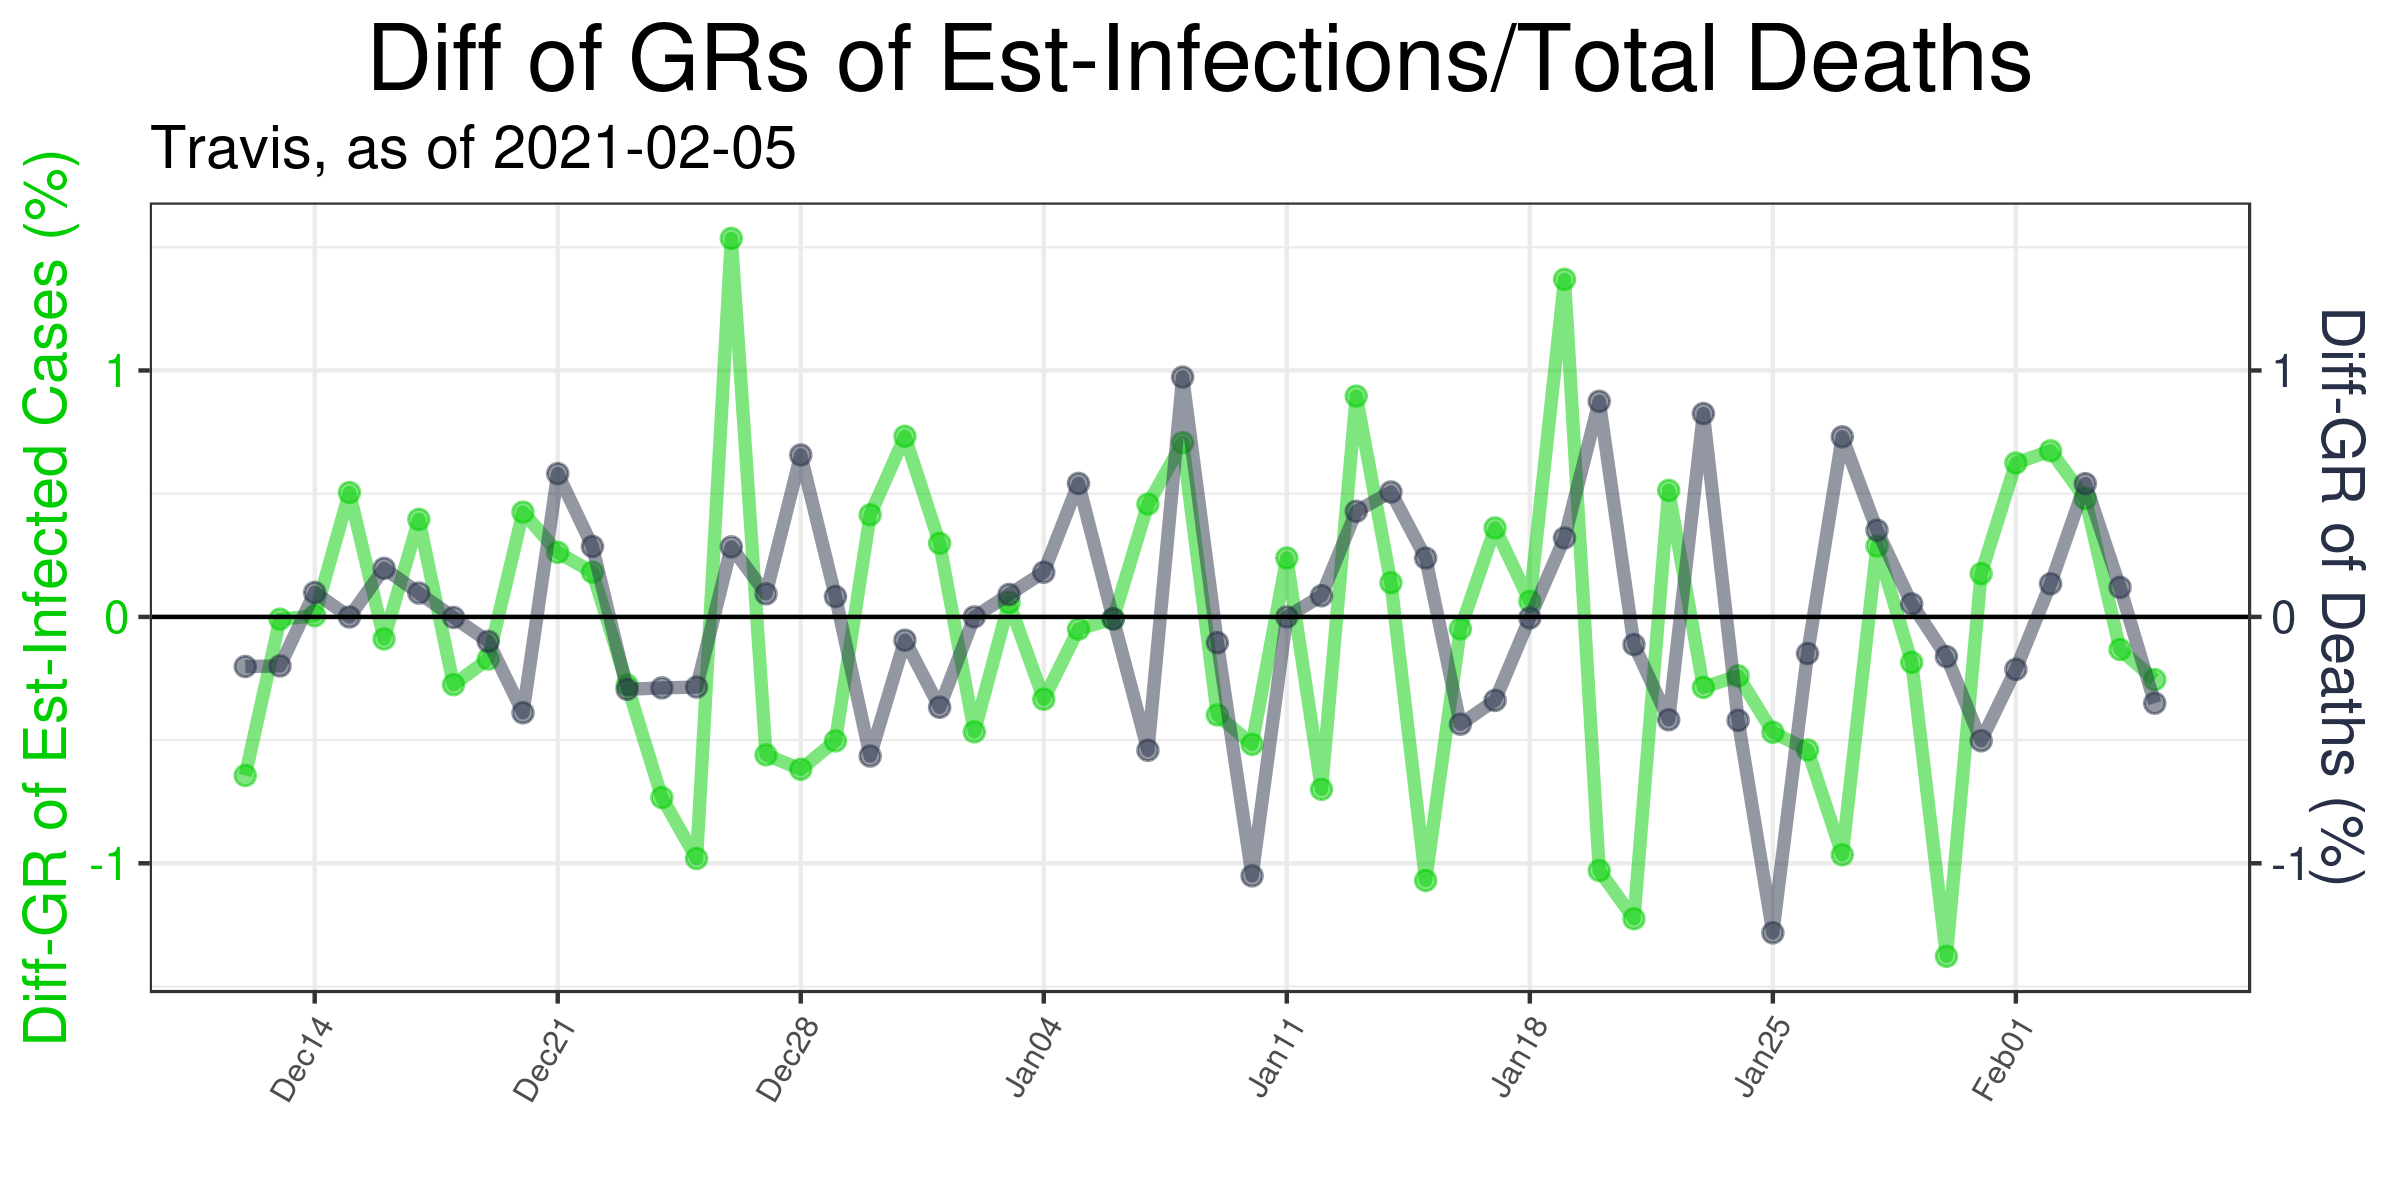 Diff of GRs of Est-Infections/Total Deaths
Travis, as of 2021-02-05
Diff-GR of Est-Infected Cases (%)
1
0
-1
1
0
-1
Diff-GR of Deaths (%)
Dec14
Dec21
Dec28
Jan04
Jan11
Jan18
Jan25
Feb01